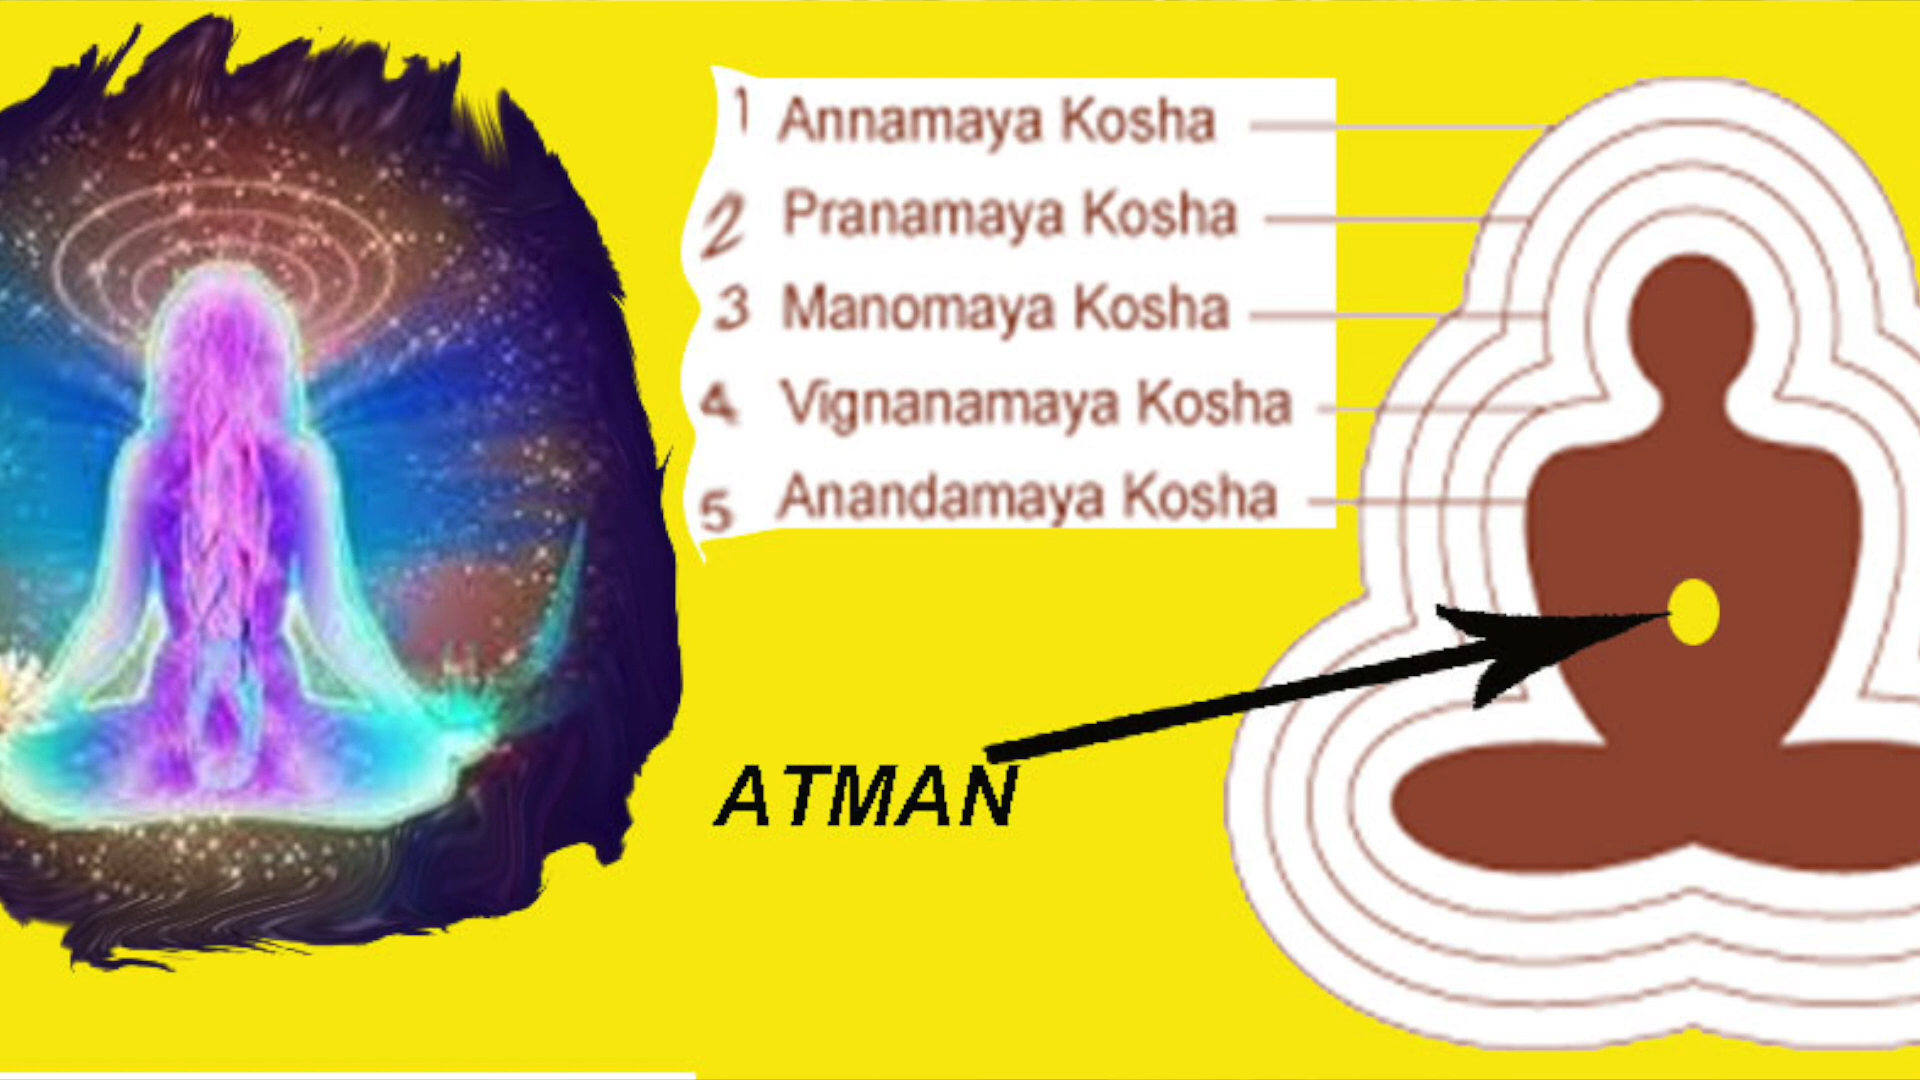 1 Annamaya Kosha
2 Pranamaya Kosha
3 Manomaya Kosha
4 Vignanamaya Kosha
5 Anandamaya Kosha
ATMAN